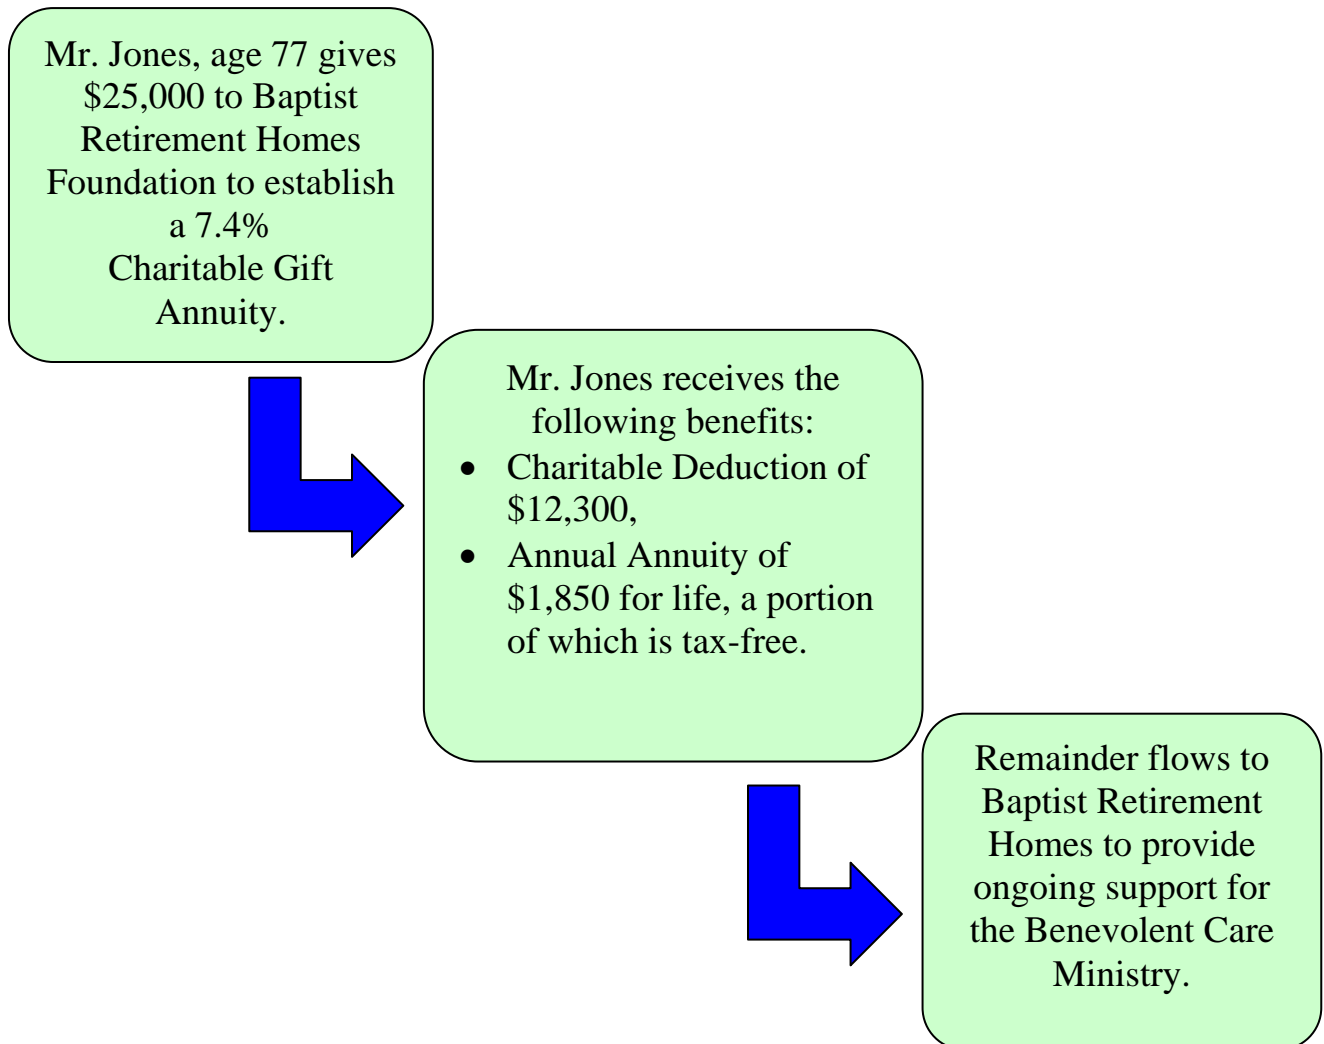 Mr. Jones, age 77 gives
$25,000 to Baptist
Retirement Homes
Foundation to establish
a 7.4%
Charitable Gift
Annuity.
Mr. Jones receives the
following benefits:
• Charitable Deduction of
$12,300,
• Annual Annuity of
$1,850 for life, a portion
of which is tax-free.
Remainder flows to
Baptist Retirement
Homes to provide
ongoing support for
the Benevolent Care
Ministry.